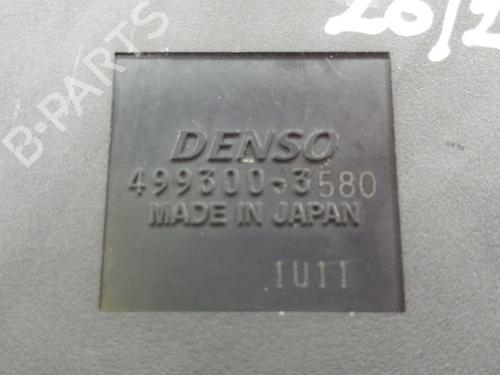 B-PARTS
DENSO
499300-3580
MADE IN JAPAN
1U11